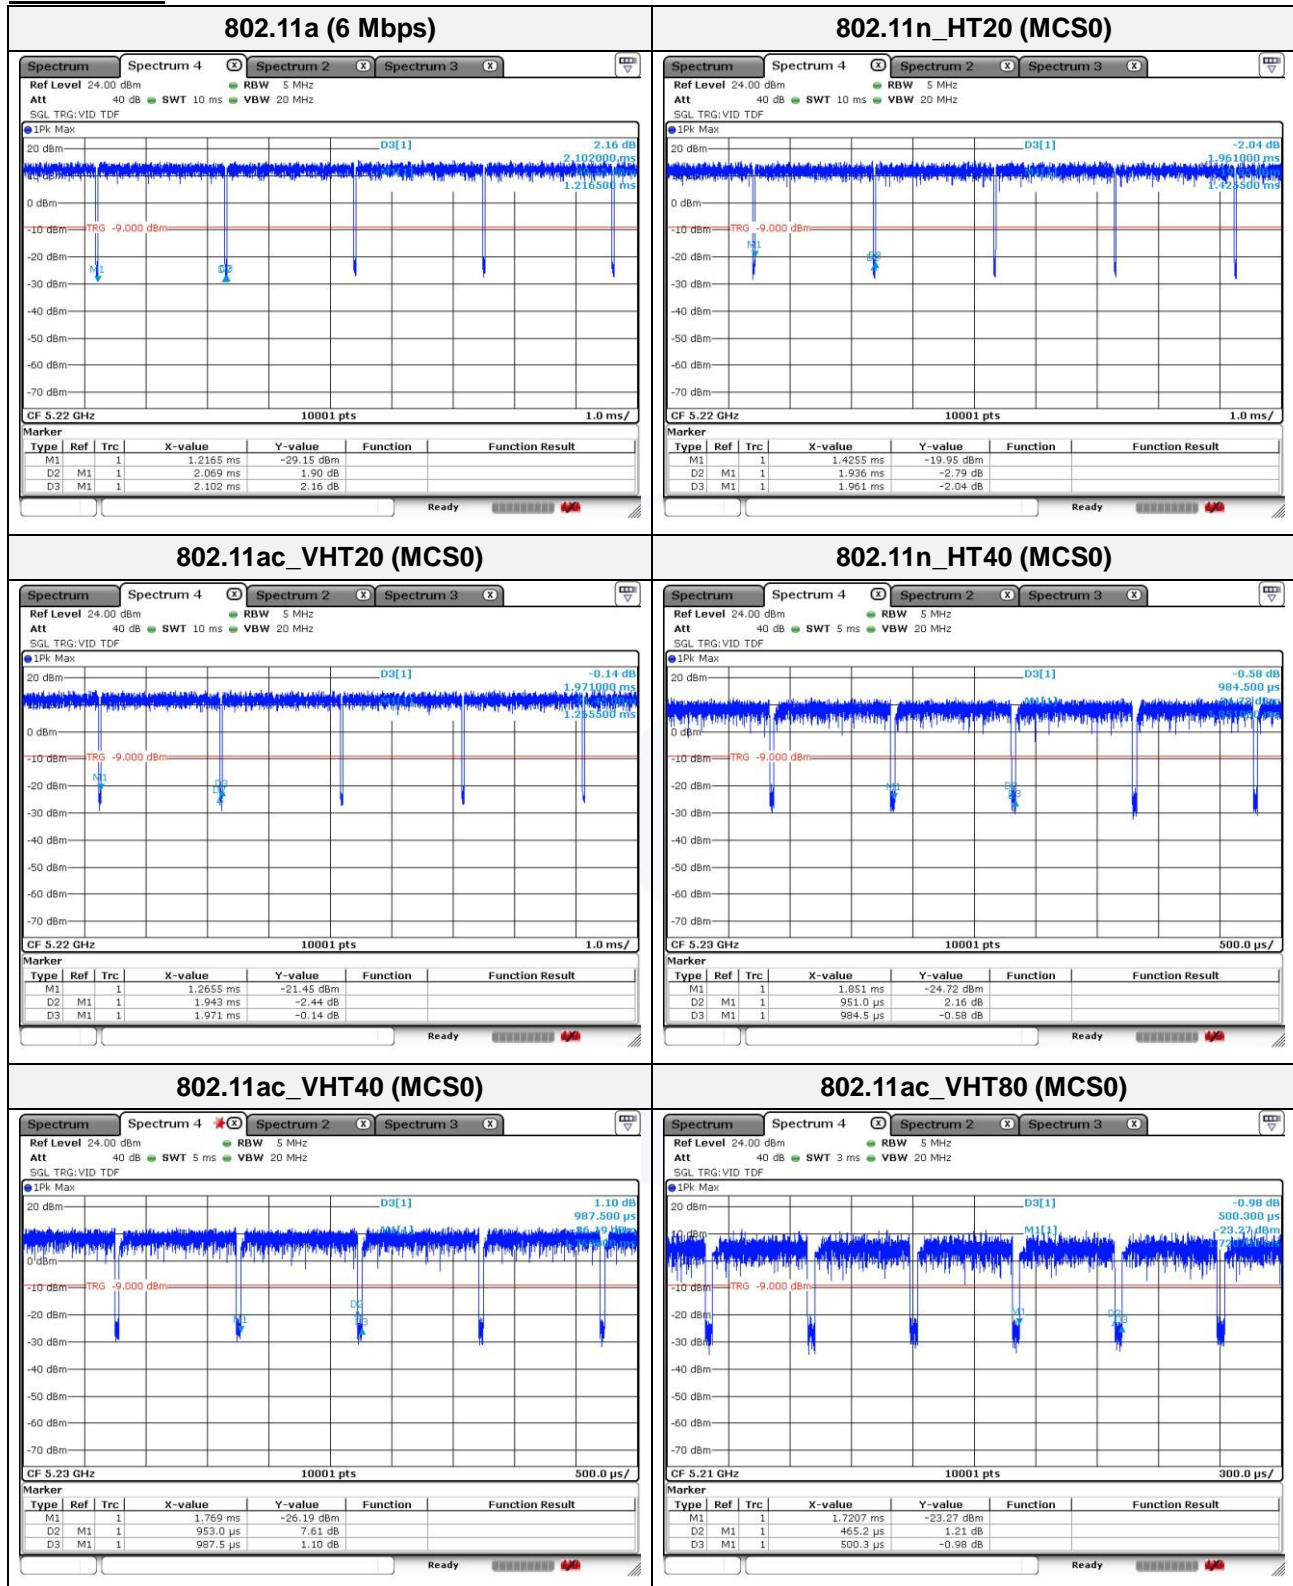 802.11a (6 Mbps)
Spectrum Spectrum 4 Spectrum 2 Spectrum 3
Ref Level 24.00 dBm RBW 5 MHz
Att 40 dB SWT 10 ms VBW 20 MHz
SGL TRG:VID TDF
1Pk Max
D3[1] 2.16 dB
2.102000 ms
1.216500 ms
20 dBm
0 dBm
-10 dBm
TRG -9.000 dBm
-20 dBm
M1
-30 dBm
-40 dBm
-50 dBm
-60 dBm
-70 dBm
CF 5.22 GHz 10001 pts 1.0 ms/
Marker
Type Ref Trc X-value Y-value Function Function Result
M1 1 1.2165 ms -29.15 dBm
D2 M1 1 2.069 ms 1.90 dB
D3 M1 1 2.102 ms 2.16 dB
Ready
802.11n_HT20 (MCS0)
Spectrum Spectrum 4 Spectrum 2 Spectrum 3
Ref Level 24.00 dBm RBW 5 MHz
Att 40 dB SWT 10 ms VBW 20 MHz
SGL TRG:VID TDF
1Pk Max
D3[1] -2.04 dB
1.961000 ms
1.425500 ms
20 dBm
0 dBm
-10 dBm
TRG -9.000 dBm
M1
-20 dBm
-30 dBm
-40 dBm
-50 dBm
-60 dBm
-70 dBm
CF 5.22 GHz 10001 pts 1.0 ms/
Marker
Type Ref Trc X-value Y-value Function Function Result
M1 1 1.4255 ms -19.95 dBm
D2 M1 1 1.936 ms -2.79 dB
D3 M1 1 1.961 ms -2.04 dB
Ready
802.11ac_VHT20 (MCS0)
Spectrum Spectrum 4 Spectrum 2 Spectrum 3
Ref Level 24.00 dBm RBW 5 MHz
Att 40 dB SWT 10 ms VBW 20 MHz
SGL TRG:VID TDF
1Pk Max
D3[1] -0.14 dB
1.971000 ms
1.265500 ms
20 dBm
0 dBm
-10 dBm
TRG -9.000 dBm
M1
D3
-20 dBm
-30 dBm
-40 dBm
-50 dBm
-60 dBm
-70 dBm
CF 5.22 GHz 10001 pts 1.0 ms/
Marker
Type Ref Trc X-value Y-value Function Function Result
M1 1 1.2655 ms -21.45 dBm
D2 M1 1 1.943 ms -2.44 dB
D3 M1 1 1.971 ms -0.14 dB
Ready
802.11n_HT40 (MCS0)
Spectrum Spectrum 4 Spectrum 2 Spectrum 3
Ref Level 24.00 dBm RBW 5 MHz
Att 40 dB SWT 5 ms VBW 20 MHz
SGL TRG:VID TDF
1Pk Max
D3[1] -0.58 dB
984.500 µs
20 dBm
0 dBm
-10 dBm
TRG -9.000 dBm
-20 dBm
M1
D2
D3
-30 dBm
-40 dBm
-50 dBm
-60 dBm
-70 dBm
CF 5.23 GHz 10001 pts 500.0 µs/
Marker
Type Ref Trc X-value Y-value Function Function Result
M1 1 1.851 ms -24.72 dBm
D2 M1 1 951.0 µs 2.16 dB
D3 M1 1 984.5 µs -0.58 dB
Ready
802.11ac_VHT40 (MCS0)
Spectrum Spectrum 4 Spectrum 2 Spectrum 3
Ref Level 24.00 dBm RBW 5 MHz
Att 40 dB SWT 5 ms VBW 20 MHz
SGL TRG:VID TDF
1Pk Max
D3[1] 1.10 dB
987.500 µs
20 dBm
0 dBm
-10 dBm
TRG -9.000 dBm
D2
-20 dBm
M1
D3
-30 dBm
-40 dBm
-50 dBm
-60 dBm
-70 dBm
CF 5.23 GHz 10001 pts 500.0 µs/
Marker
Type Ref Trc X-value Y-value Function Function Result
M1 1 1.769 ms -26.19 dBm
D2 M1 1 953.0 µs 7.61 dB
D3 M1 1 987.5 µs 1.10 dB
Ready
802.11ac_VHT80 (MCS0)
Spectrum Spectrum 4 Spectrum 2 Spectrum 3
Ref Level 24.00 dBm RBW 5 MHz
Att 40 dB SWT 3 ms VBW 20 MHz
SGL TRG:VID TDF
1Pk Max
D3[1] -0.98 dB
500.300 µs
M1[1] -23.27 dBm
20 dBm
10 dBm
0 dBm
-10 dBm
TRG -9.000 dBm
M1
D2
D3
-20 dBm
-30 dBm
-40 dBm
-50 dBm
-60 dBm
-70 dBm
CF 5.21 GHz 10001 pts 300.0 µs/
Marker
Type Ref Trc X-value Y-value Function Function Result
M1 1 1.7207 ms -23.27 dBm
D2 M1 1 465.2 µs 1.21 dB
D3 M1 1 500.3 µs -0.98 dB
Ready